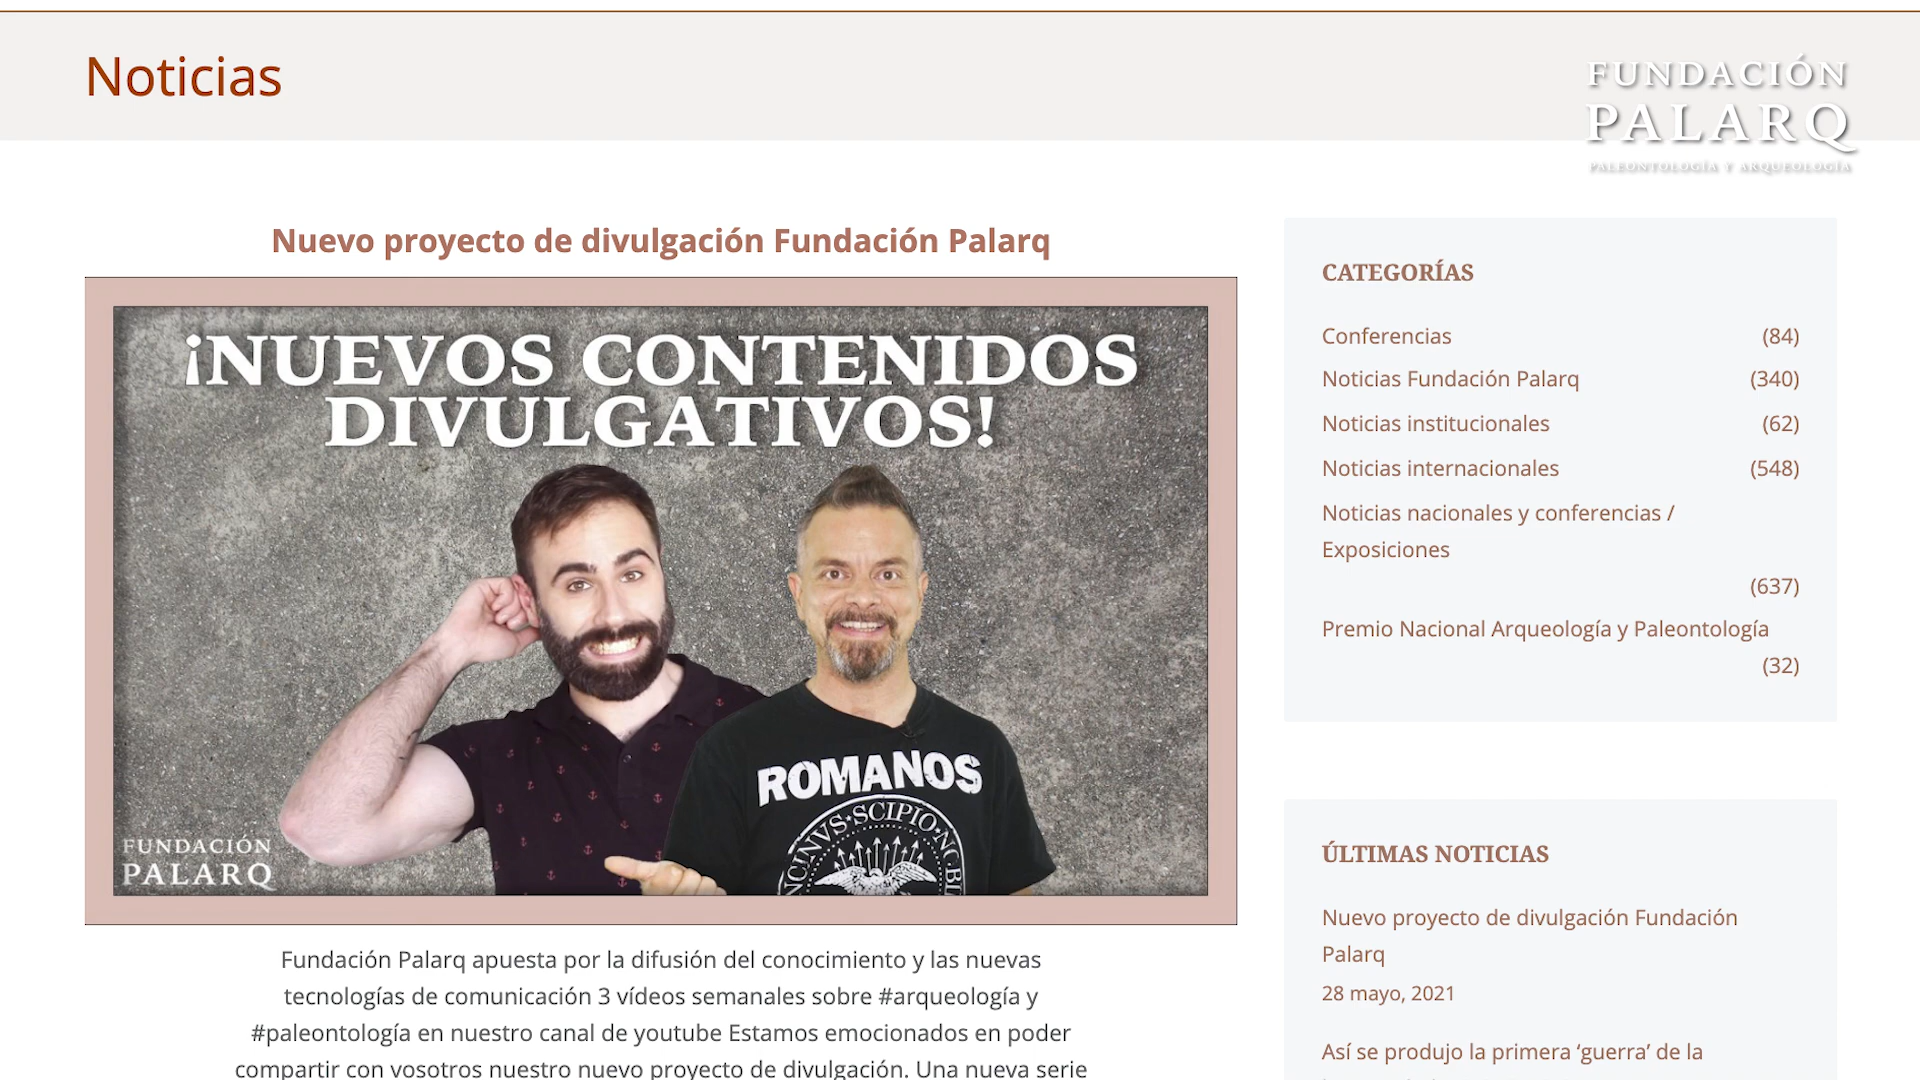 Noticias
FUNDACIÓN
PALARQ
PALEONTOLOGÍA Y ARQUEOLOGÍA
Nuevo proyecto de divulgación Fundación Palarq
¡NUEVOS CONTENIDOS
DIVULGATIVOS!
ROMANOS
SCIPIO
FUNDACIÓN
PALARQ
Fundación Palarq apuesta por la difusión del conocimiento y las nuevas
tecnologías de comunicación 3 vídeos semanales sobre #arqueología y
#paleontología en nuestro canal de youtube Estamos emocionados en poder
compartir con vosotros nuestro nuevo proyecto de divulgación. Una nueva serie
CATEGORÍAS
Conferencias (84)
Noticias Fundación Palarq (340)
Noticias institucionales (62)
Noticias internacionales (548)
Noticias nacionales y conferencias /
Exposiciones
(637)
Premio Nacional Arqueología y Paleontología
(32)
ÚLTIMAS NOTICIAS
Nuevo proyecto de divulgación Fundación
Palarq
28 mayo, 2021
Así se produjo la primera ‘guerra’ de la